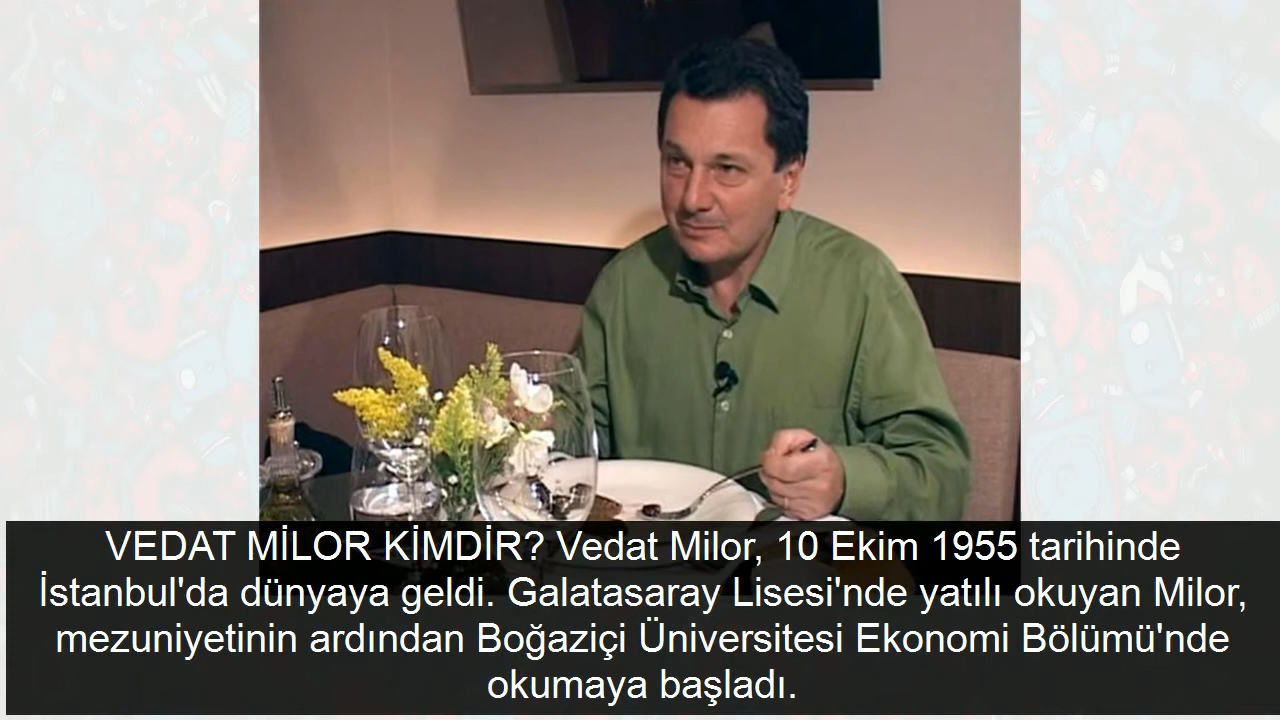 VEDAT MİLOR KİMDİR? Vedat Milor, 10 Ekim 1955 tarihinde
İstanbul'da dünyaya geldi. Galatasaray Lisesi'nde yatılı okuyan Milor,
mezuniyetinin ardından Boğaziçi Üniversitesi Ekonomi Bölümü'nde
okumaya başladı.